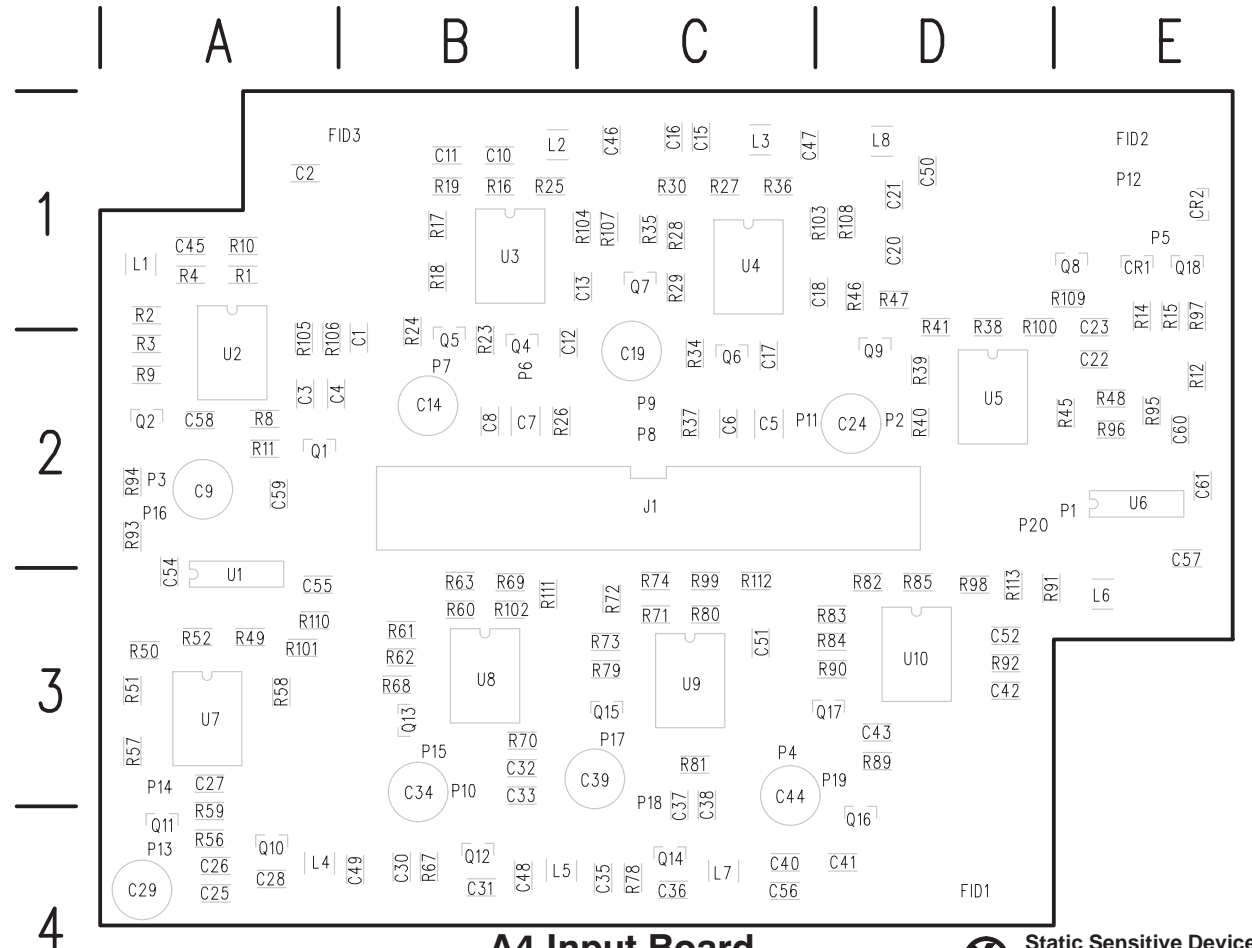 A B C D E
FID3 C46 C16 C15 L3 C47 L8 FID2
C11 C10 L2
C2 C50 P12
R19 R16 R25 R30 R27 R36 C21 CR2
1
R17 R104 R107 R35 R28 R103 R108
C45 R10 U3 C20 P5
L1 R4 R1 R18 C13 Q7 R29 U4 C18 R46 R47 Q8 CR1 Q18
R109
R2 R14 R15 R97
R24 R41 R38 R100 C23
R3 U2 R105 R106 C1 Q5 R23 Q4 C12 C19 R34 Q6 C17 Q9 C22
R9 P7 P6 R39 R12
C3 C4 C14 P9 U5 R48
Q2 C58 R8 C8 C7 R26 P8 R37 C6 C5 P11 C24 P2 R40 R45 R96 R95 C60
R11 Q1
2
R94 P3 C9 C59 C61
P16 J1 P1 U6
R93 P20
C57
C54 U1 C55 R63 R69 R111 R74 R99 R112 R82 R85 R98 R113 R91 L6
R72
R60 R102 R71 R80 R83
R110
R50 R52 R49 R101 R61 R73 C51 R84 C52
R62 R79 R90 U10 R92
3
R51 R58 R68 U8 U9 C42
U7 Q13 Q15 Q17
R57 P15 R70 P17 P4 C43
R81 R89
P14 C27 C34 P10 C32 C39 P19
C33 P18 C37 C38 C44
Q11 R59 Q16
P13 R56 Q10
C26 L4 C49 C30 R67 Q12 C48 L5 C35 R78 Q14 L7 C40 C41
C29 C28
C25 C31 C36 C56 FID1
4
A4 Input Board
Static Sensitive Device